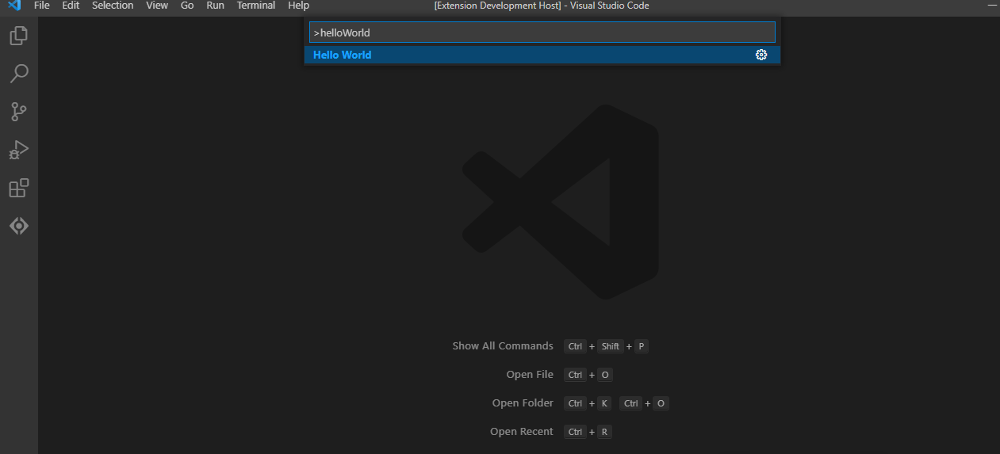 File Edit Selection View Go Run Terminal Help [Extension Development Host] - Visual Studio Code
>helloWorld
Hello World
Show All Commands Ctrl + Shift + P
Open File Ctrl + O
Open Folder Ctrl + K Ctrl + O
Open Recent Ctrl + R